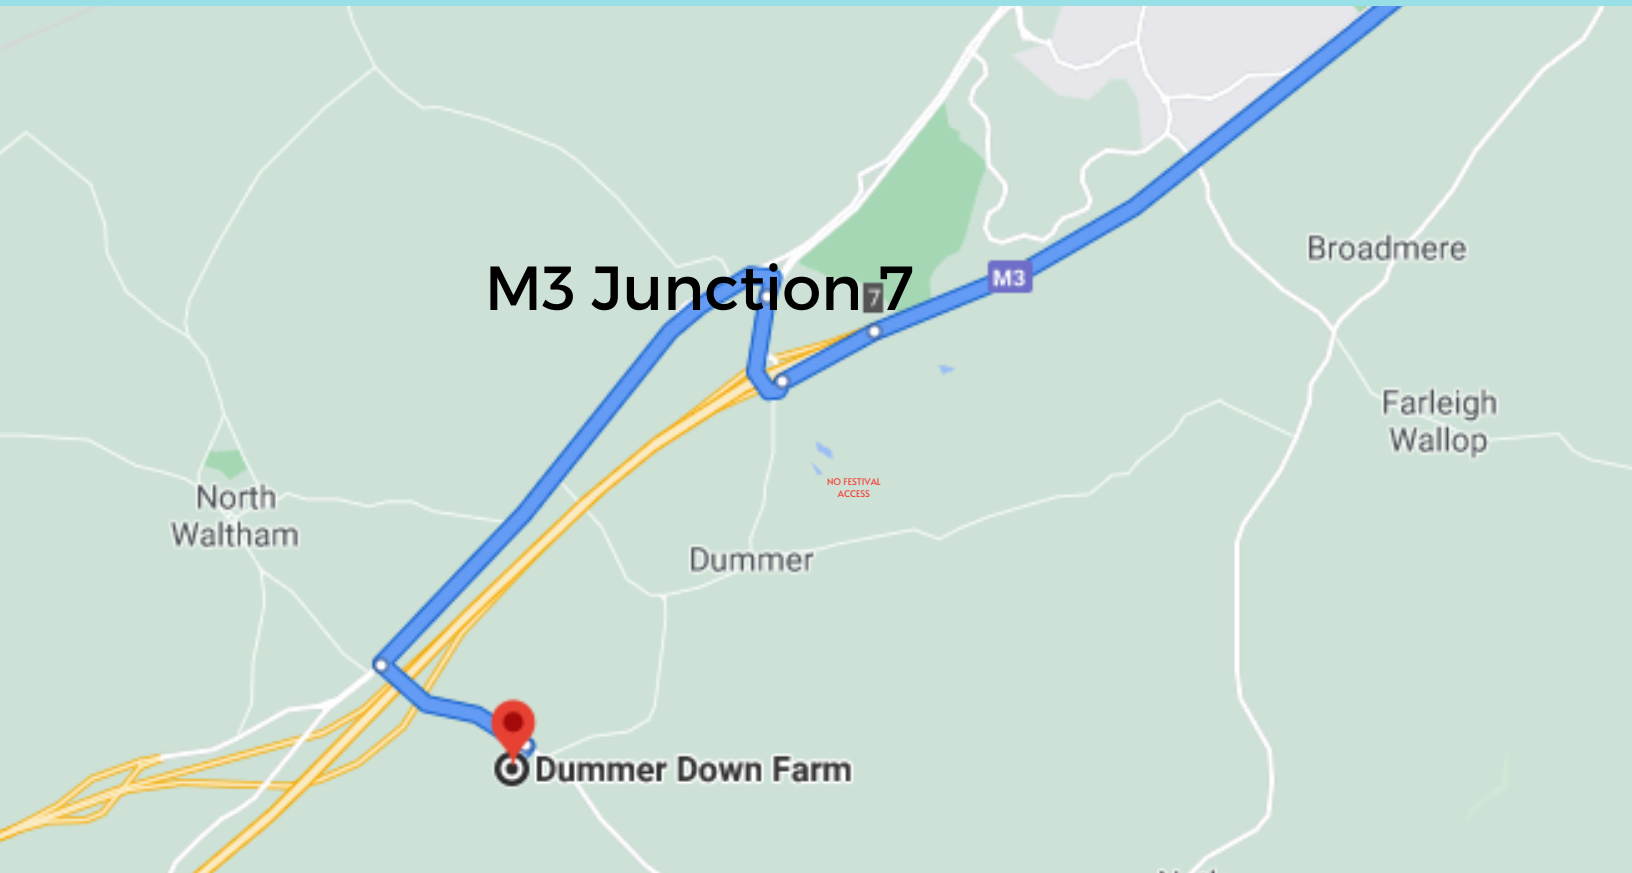 M3
Broadmere
M3 Junction 7
7
Farleigh
Wallop
NO FESTIVAL
ACCESS
North
Waltham
Dummer
Dummer Down Farm